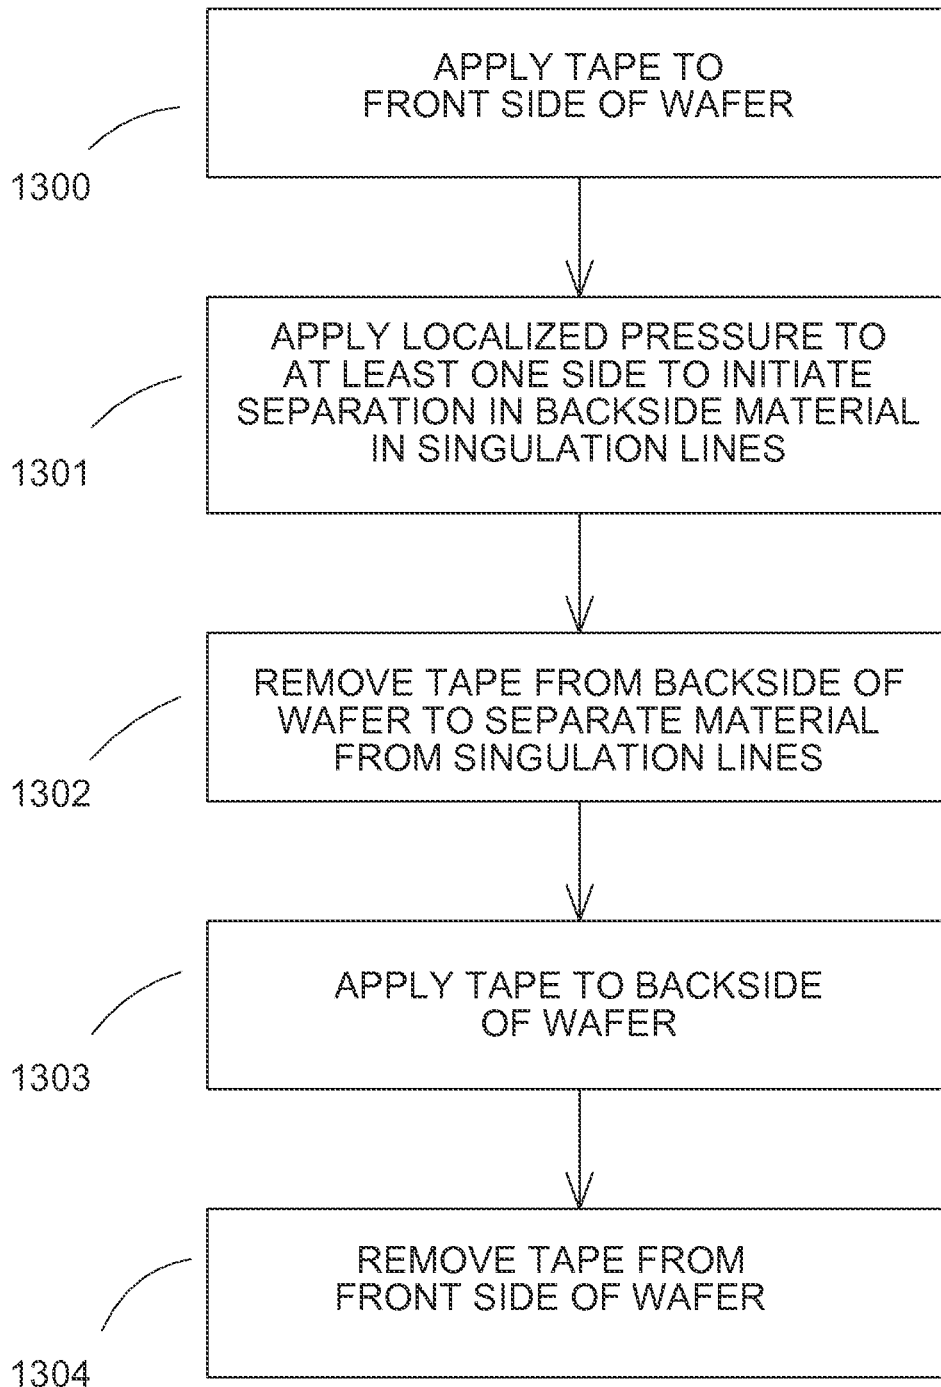 APPLY TAPE TO
FRONT SIDE OF WAFER
1300
APPLY LOCALIZED PRESSURE TO
AT LEAST ONE SIDE TO INITIATE
SEPARATION IN BACKSIDE MATERIAL
IN SINGULATION LINES
1301
REMOVE TAPE FROM BACKSIDE OF
WAFER TO SEPARATE MATERIAL
FROM SINGULATION LINES
1302
APPLY TAPE TO BACKSIDE
OF WAFER
1303
REMOVE TAPE FROM
FRONT SIDE OF WAFER
1304